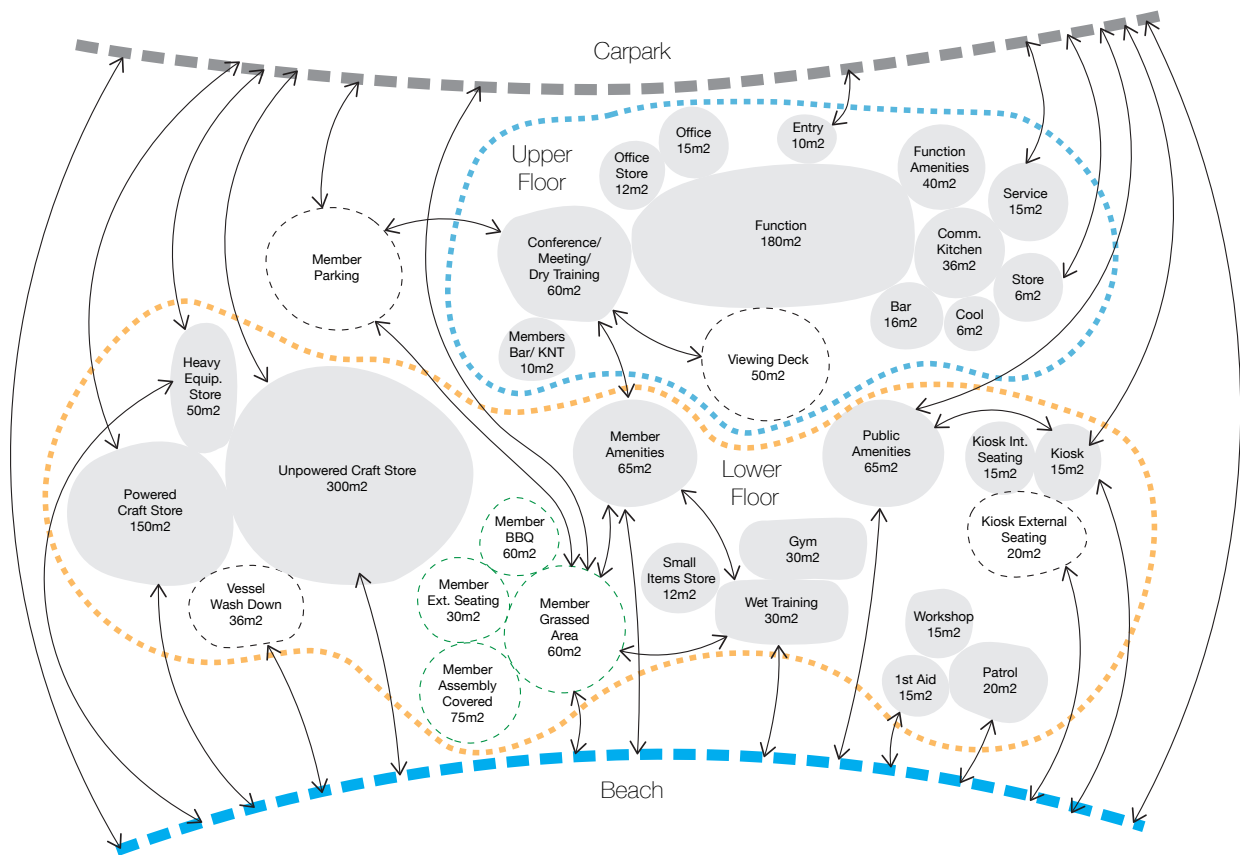 Carpark
Upper
Floor
Office
15m2
Entry
10m2
Office
Store
12m2
Function
Amenities
40m2
Service
15m2
Function
180m2
Comm.
Kitchen
36m2
Store
6m2
Bar
16m2
Cool
6m2
Conference/
Meeting/
Dry Training
60m2
Member
Parking
Members
Bar/ KNT
10m2
Viewing Deck
50m2
Heavy
Equip.
Store
50m2
Unpowered Craft Store
300m2
Powered
Craft Store
150m2
Vessel
Wash Down
36m2
Member
Amenities
65m2
Lower
Floor
Public
Amenities
65m2
Kiosk Int.
Seating
15m2
Kiosk
15m2
Kiosk External
Seating
20m2
Member
BBQ
60m2
Member
Ext. Seating
30m2
Member
Grassed
Area
60m2
Member
Assembly
Covered
75m2
Small
Items Store
12m2
Gym
30m2
Wet Training
30m2
Workshop
15m2
1st Aid
15m2
Patrol
20m2
Beach